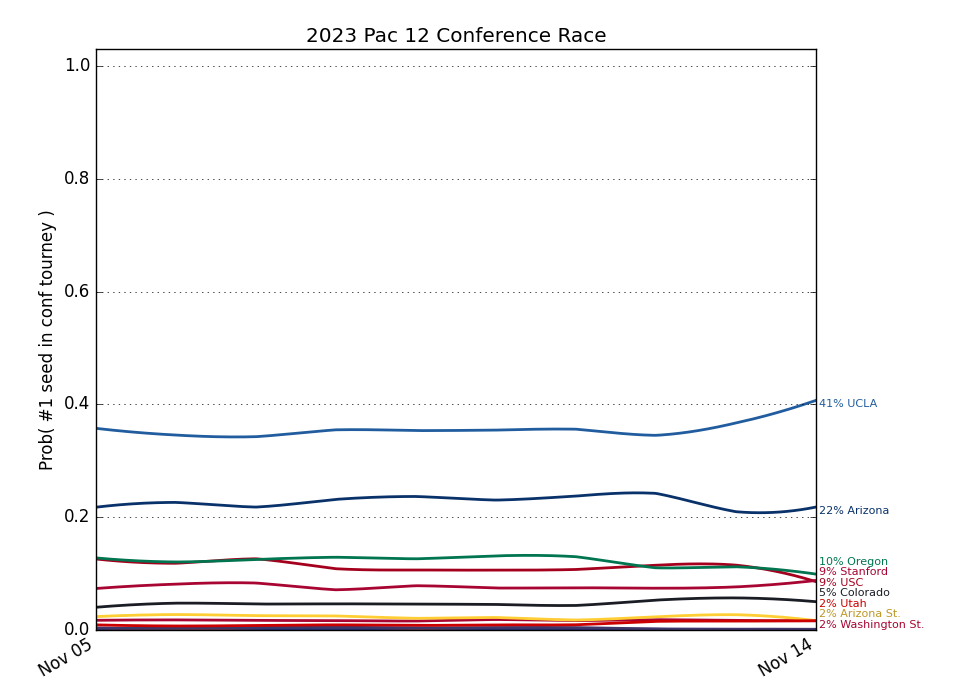 2023 Pac 12 Conference Race
Prob( #1 seed in conf tourney )
1.0
0.8
0.6
0.4
0.2
0.0
Nov 05
Nov 14
41% UCLA
22% Arizona
10% Oregon
9% Stanford
9% USC
5% Colorado
2% Utah
2% Arizona St.
2% Washington St.